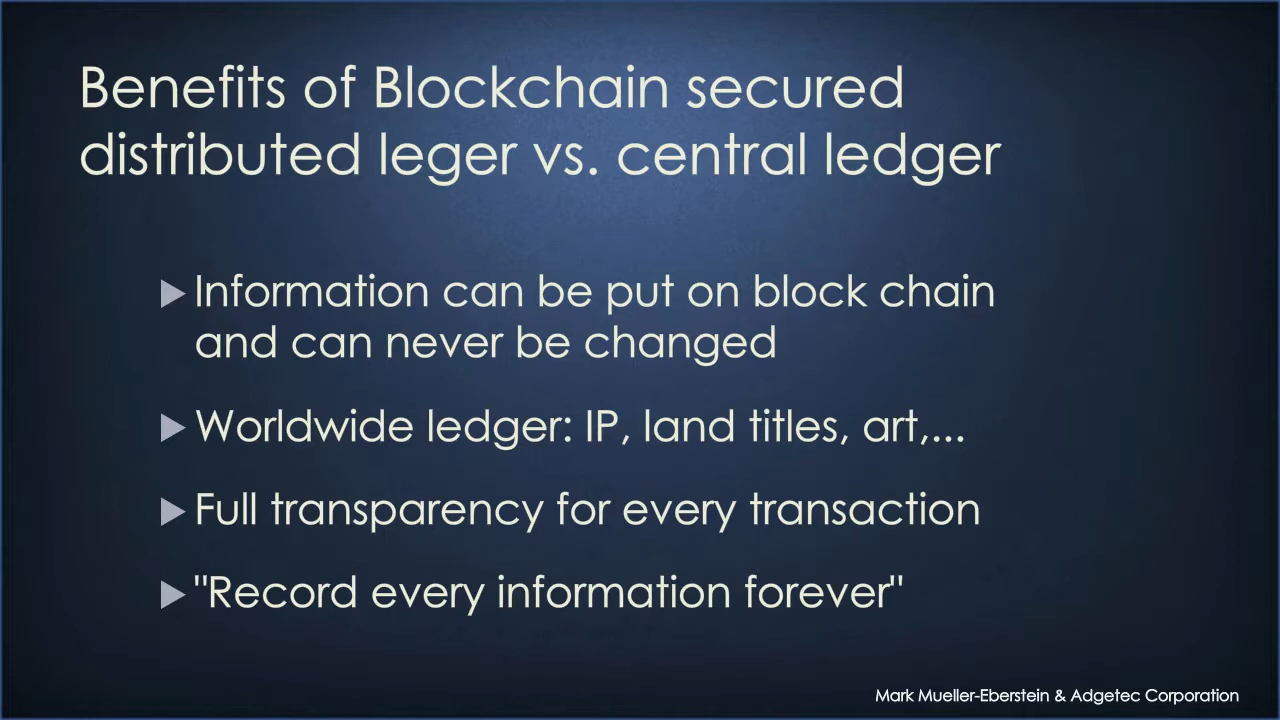 Benefits of Blockchain secured
distributed leger vs. central ledger
Information can be put on block chain
and can never be changed
Worldwide ledger: IP, land titles, art,...
Full transparency for every transaction
"Record every information forever"
Mark Mueller-Eberstein & Adgetec Corporation